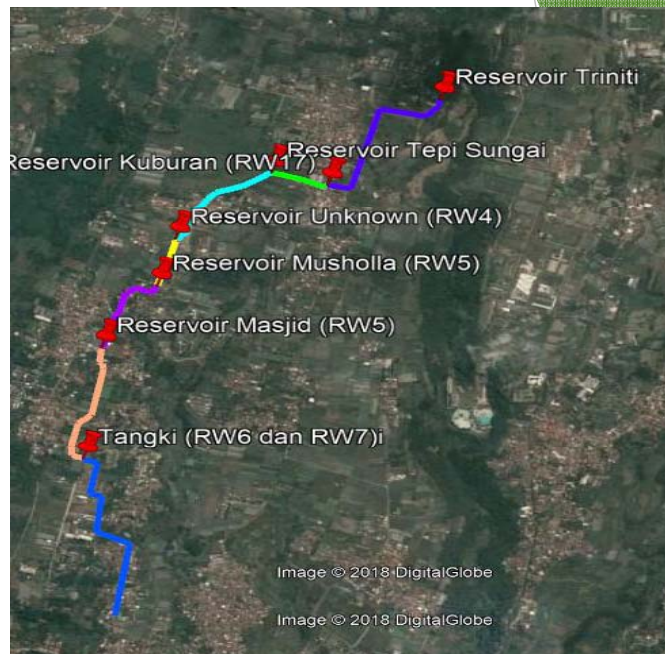 Reservoir Triniti
Reservoir Tepi Sungai
Reservoir Kuburan (RW17)
Reservoir Unknown (RW4)
Reservoir Musholla (RW5)
Reservoir Masjid (RW5)
Tangki (RW6 dan RW7)i
Image © 2018 DigitalGlobe
Image © 2018 DigitalGlobe